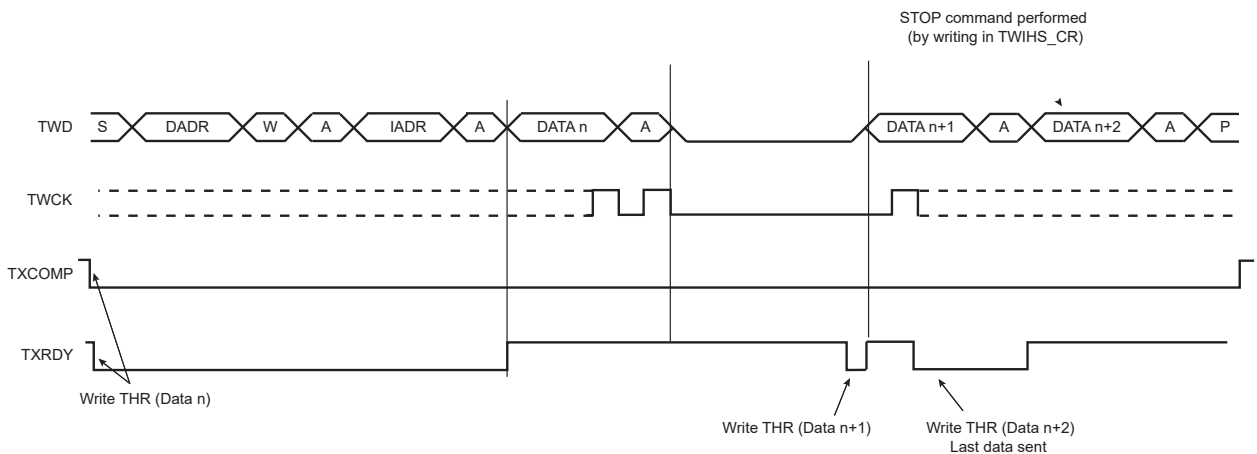 STOP command performed
(by writing in TWIHS_CR)
TWD S DADR W A IADR A DATA n A DATA n+1 A DATA n+2 A P
TWCK
TXCOMP
TXRDY
Write THR (Data n)
Write THR (Data n+1)
Write THR (Data n+2)
Last data sent